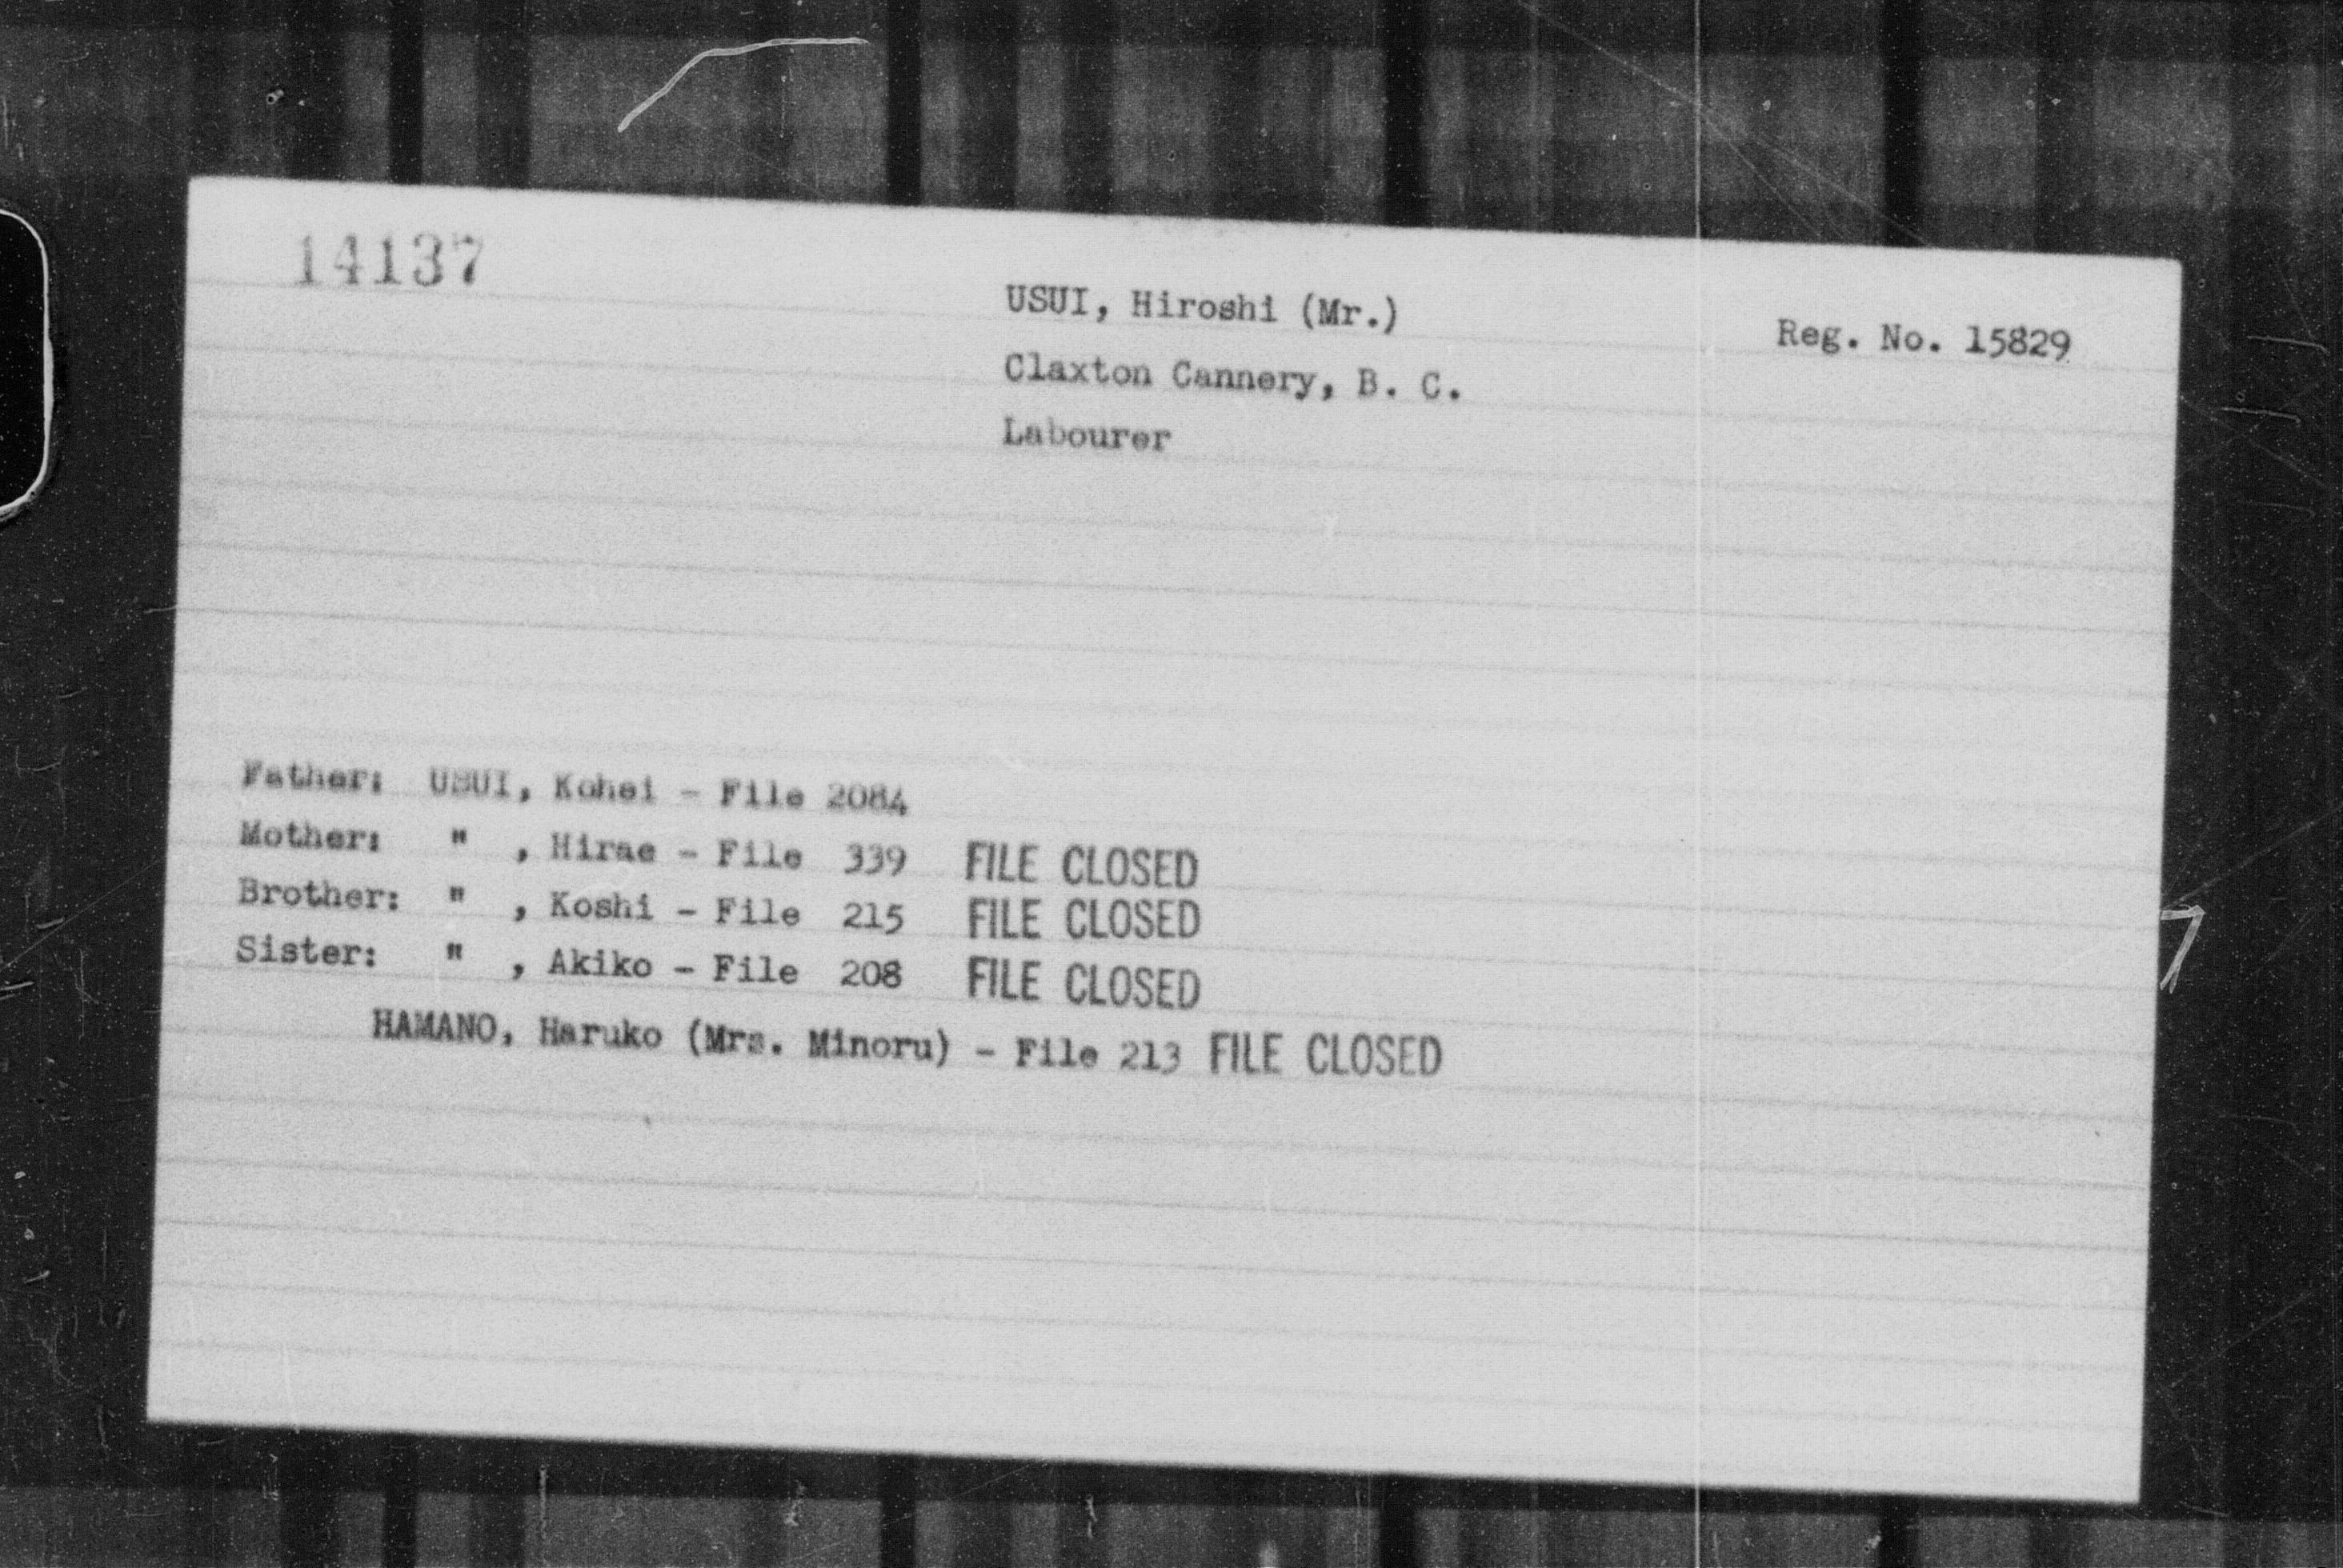 14137
USUI, Hiroshi (Mr.)
Reg. No. 15829
Claxton Cannery, B. C.
Labourer
Father: USUI, Kohei - File 2084
Mother: " , Hirae - File 339 FILE CLOSED
Brother: " , Koshi - File 215 FILE CLOSED
Sister: " , Akiko - File 208 FILE CLOSED
HAMANO, Haruko (Mrs. Minoru) - File 213 FILE CLOSED